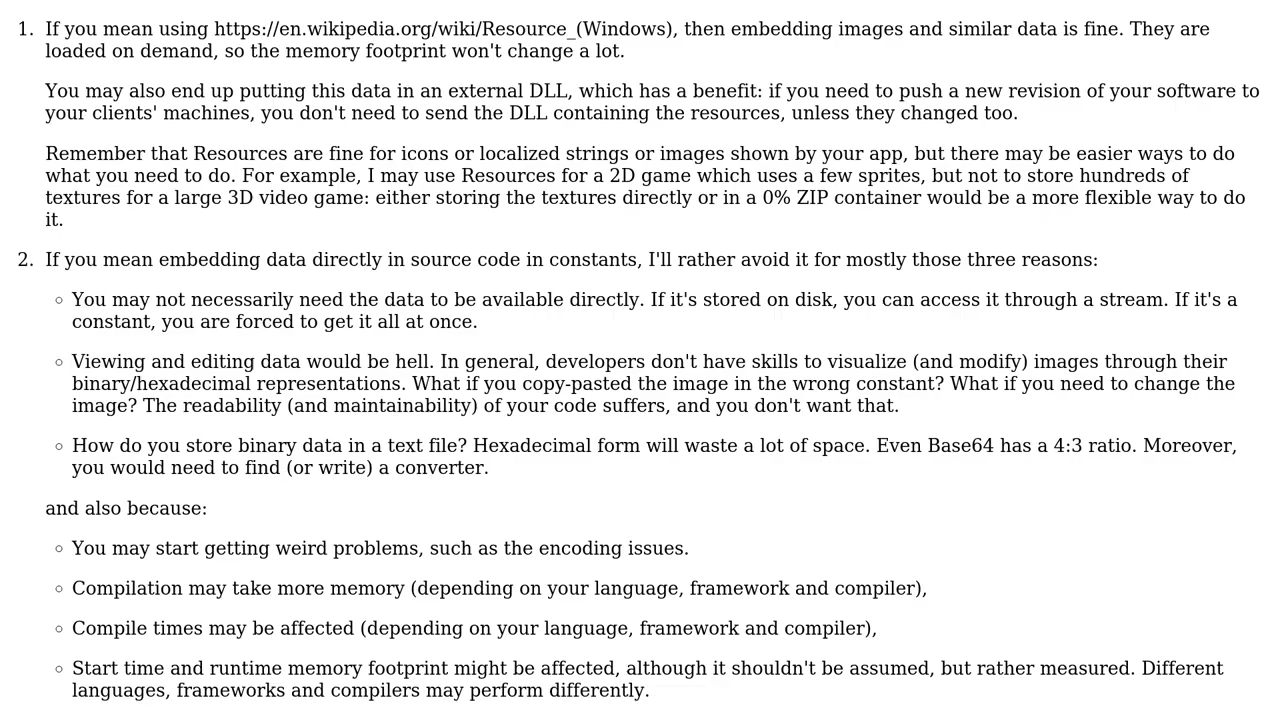 1. If you mean using https://en.wikipedia.org/wiki/Resource_(Windows), then embedding images and similar data is fine. They are
loaded on demand, so the memory footprint won't change a lot.
You may also end up putting this data in an external DLL, which has a benefit: if you need to push a new revision of your software to
your clients' machines, you don't need to send the DLL containing the resources, unless they changed too.
Remember that Resources are fine for icons or localized strings or images shown by your app, but there may be easier ways to do
what you need to do. For example, I may use Resources for a 2D game which uses a few sprites, but not to store hundreds of
textures for a large 3D video game: either storing the textures directly or in a 0% ZIP container would be a more flexible way to do
it.
2. If you mean embedding data directly in source code in constants, I'll rather avoid it for mostly those three reasons:
◦ You may not necessarily need the data to be available directly. If it's stored on disk, you can access it through a stream. If it's a
constant, you are forced to get it all at once.
◦ Viewing and editing data would be hell. In general, developers don't have skills to visualize (and modify) images through their
binary/hexadecimal representations. What if you copy-pasted the image in the wrong constant? What if you need to change the
image? The readability (and maintainability) of your code suffers, and you don't want that.
◦ How do you store binary data in a text file? Hexadecimal form will waste a lot of space. Even Base64 has a 4:3 ratio. Moreover,
you would need to find (or write) a converter.
and also because:
◦ You may start getting weird problems, such as the encoding issues.
◦ Compilation may take more memory (depending on your language, framework and compiler),
◦ Compile times may be affected (depending on your language, framework and compiler),
◦ Start time and runtime memory footprint might be affected, although it shouldn't be assumed, but rather measured. Different
languages, frameworks and compilers may perform differently.